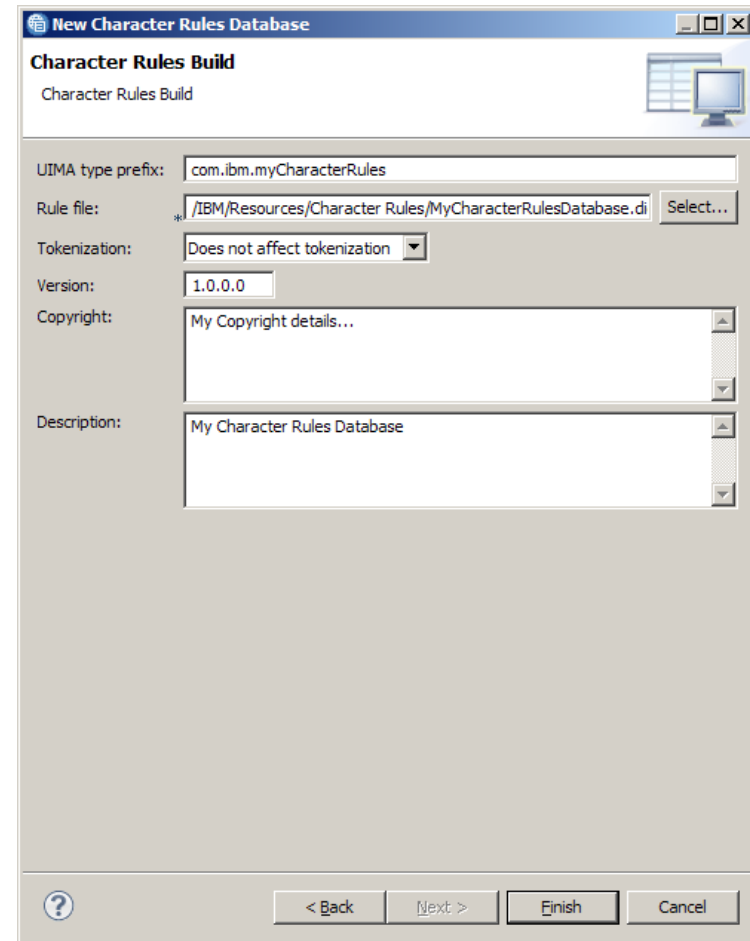 New Character Rules Database
Character Rules Build
Character Rules Build
UIMA type prefix: com.ibm.myCharacterRules
Rule file: * /IBM/Resources/Character Rules/MyCharacterRulesDatabase.di Select...
Tokenization: Does not affect tokenization
Version: 1.0.0.0
Copyright: My Copyright details...
Description: My Character Rules Database
? < Back Next > Finish Cancel